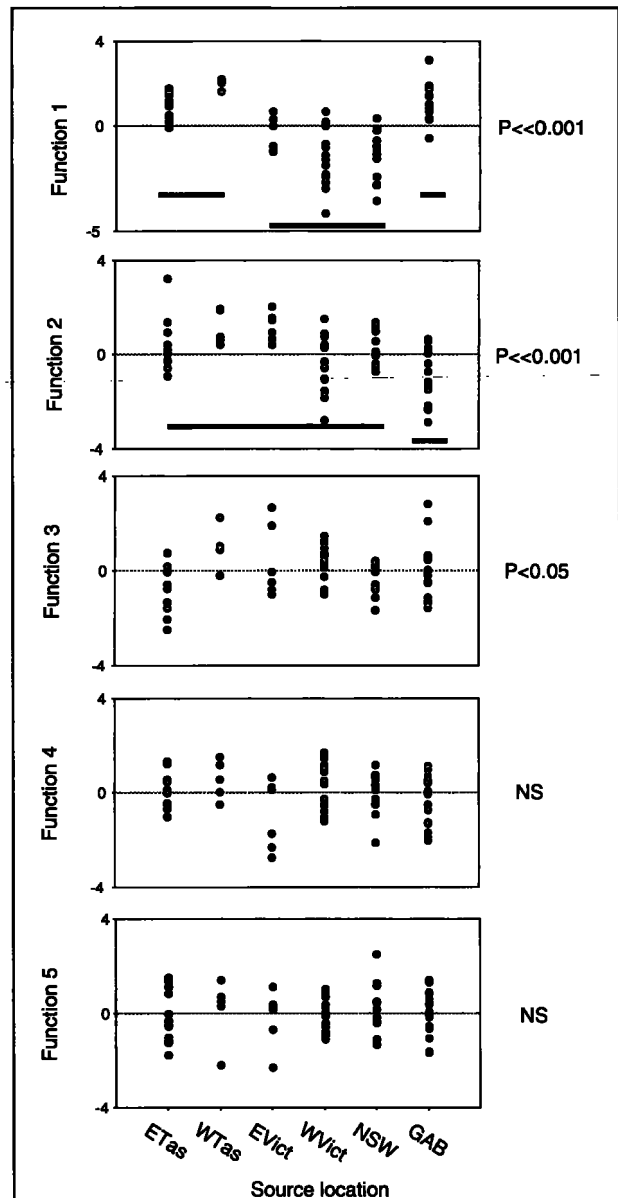 4
Function 1
0
P<<0.001
-5
4
Function 2
0
P<<0.001
-4
4
Function 3
0
P<0.05
-4
4
Function 4
0
NS
-4
4
Function 5
0
NS
-4
ETas WTas EVict WVict NSW GAB
Source location